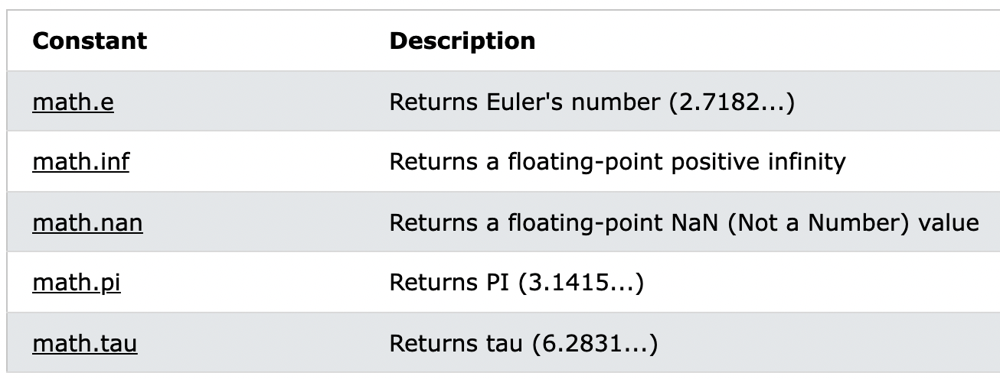 Constant Description
math.e Returns Euler's number (2.7182...)
math.inf Returns a floating-point positive infinity
math.nan Returns a floating-point NaN (Not a Number) value
math.pi Returns PI (3.1415...)
math.tau Returns tau (6.2831...)